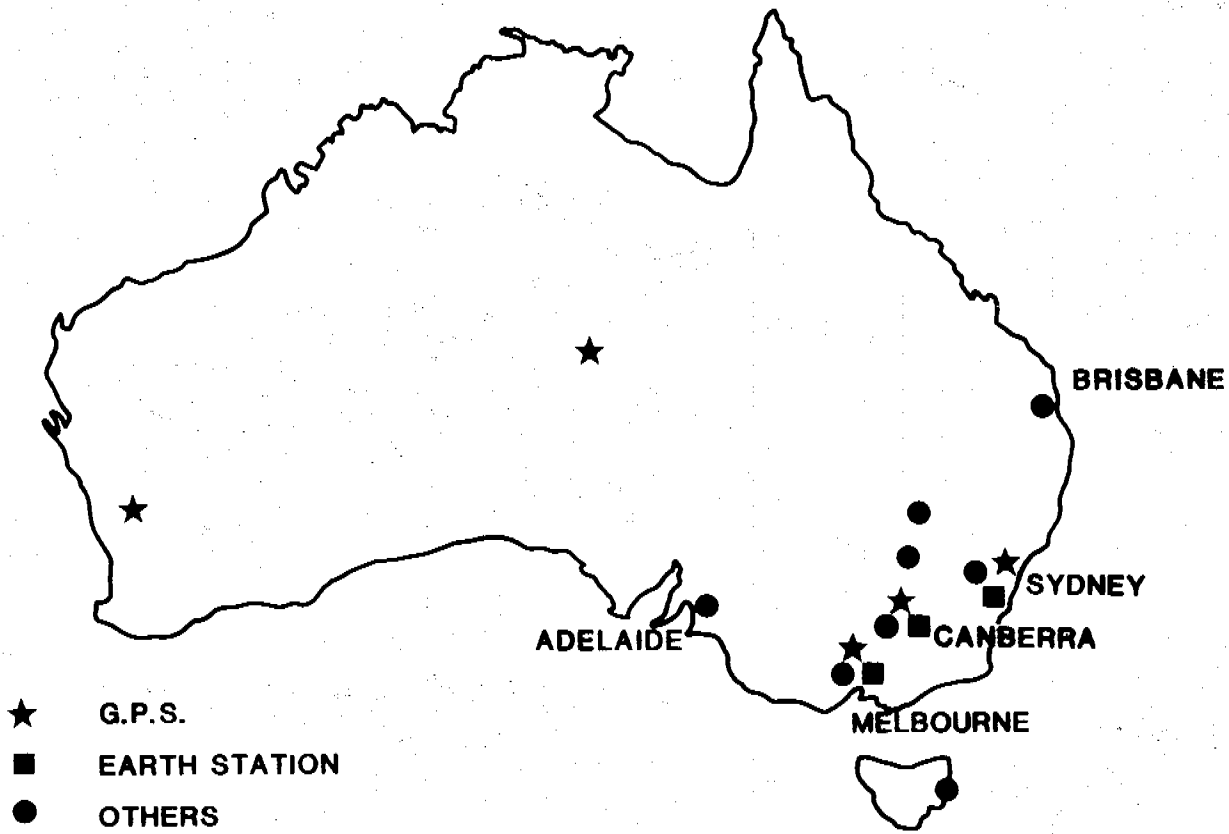 BRISBANE
SYDNEY
ADELAIDE
CANBERRA
MELBOURNE
G.P.S.
EARTH STATION
OTHERS